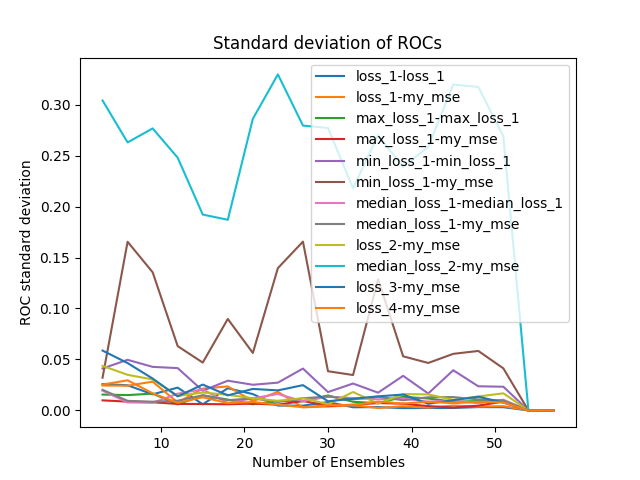 Standard deviation of ROCs
ROC standard deviation
0.30
0.25
0.20
0.15
0.10
0.05
0.00
loss_1-loss_1
loss_1-my_mse
max_loss_1-max_loss_1
max_loss_1-my_mse
min_loss_1-min_loss_1
min_loss_1-my_mse
median_loss_1-median_loss_1
median_loss_1-my_mse
loss_2-my_mse
median_loss_2-my_mse
loss_3-my_mse
loss_4-my_mse
10 20 30 40 50
Number of Ensembles